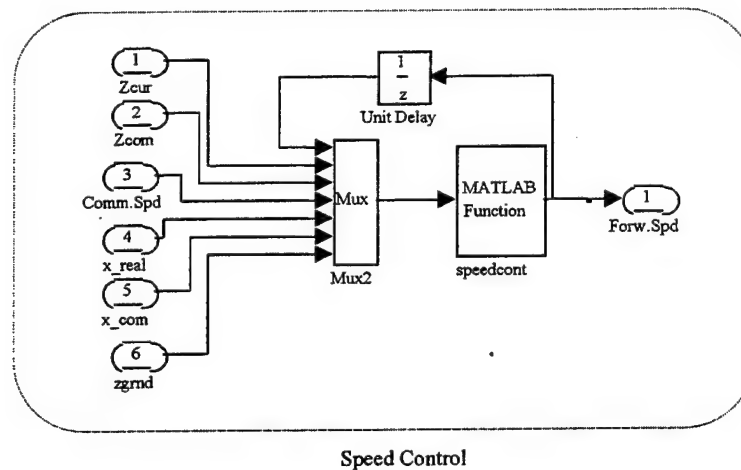 1
Zcur
2
Zcom
3
Comm.Spd
4
x_real
5
x_com
6
zgrnd
1
z
Unit Delay
Mux
Mux2
MATLAB
Function
speedcont
1
Forw.Spd
Speed Control